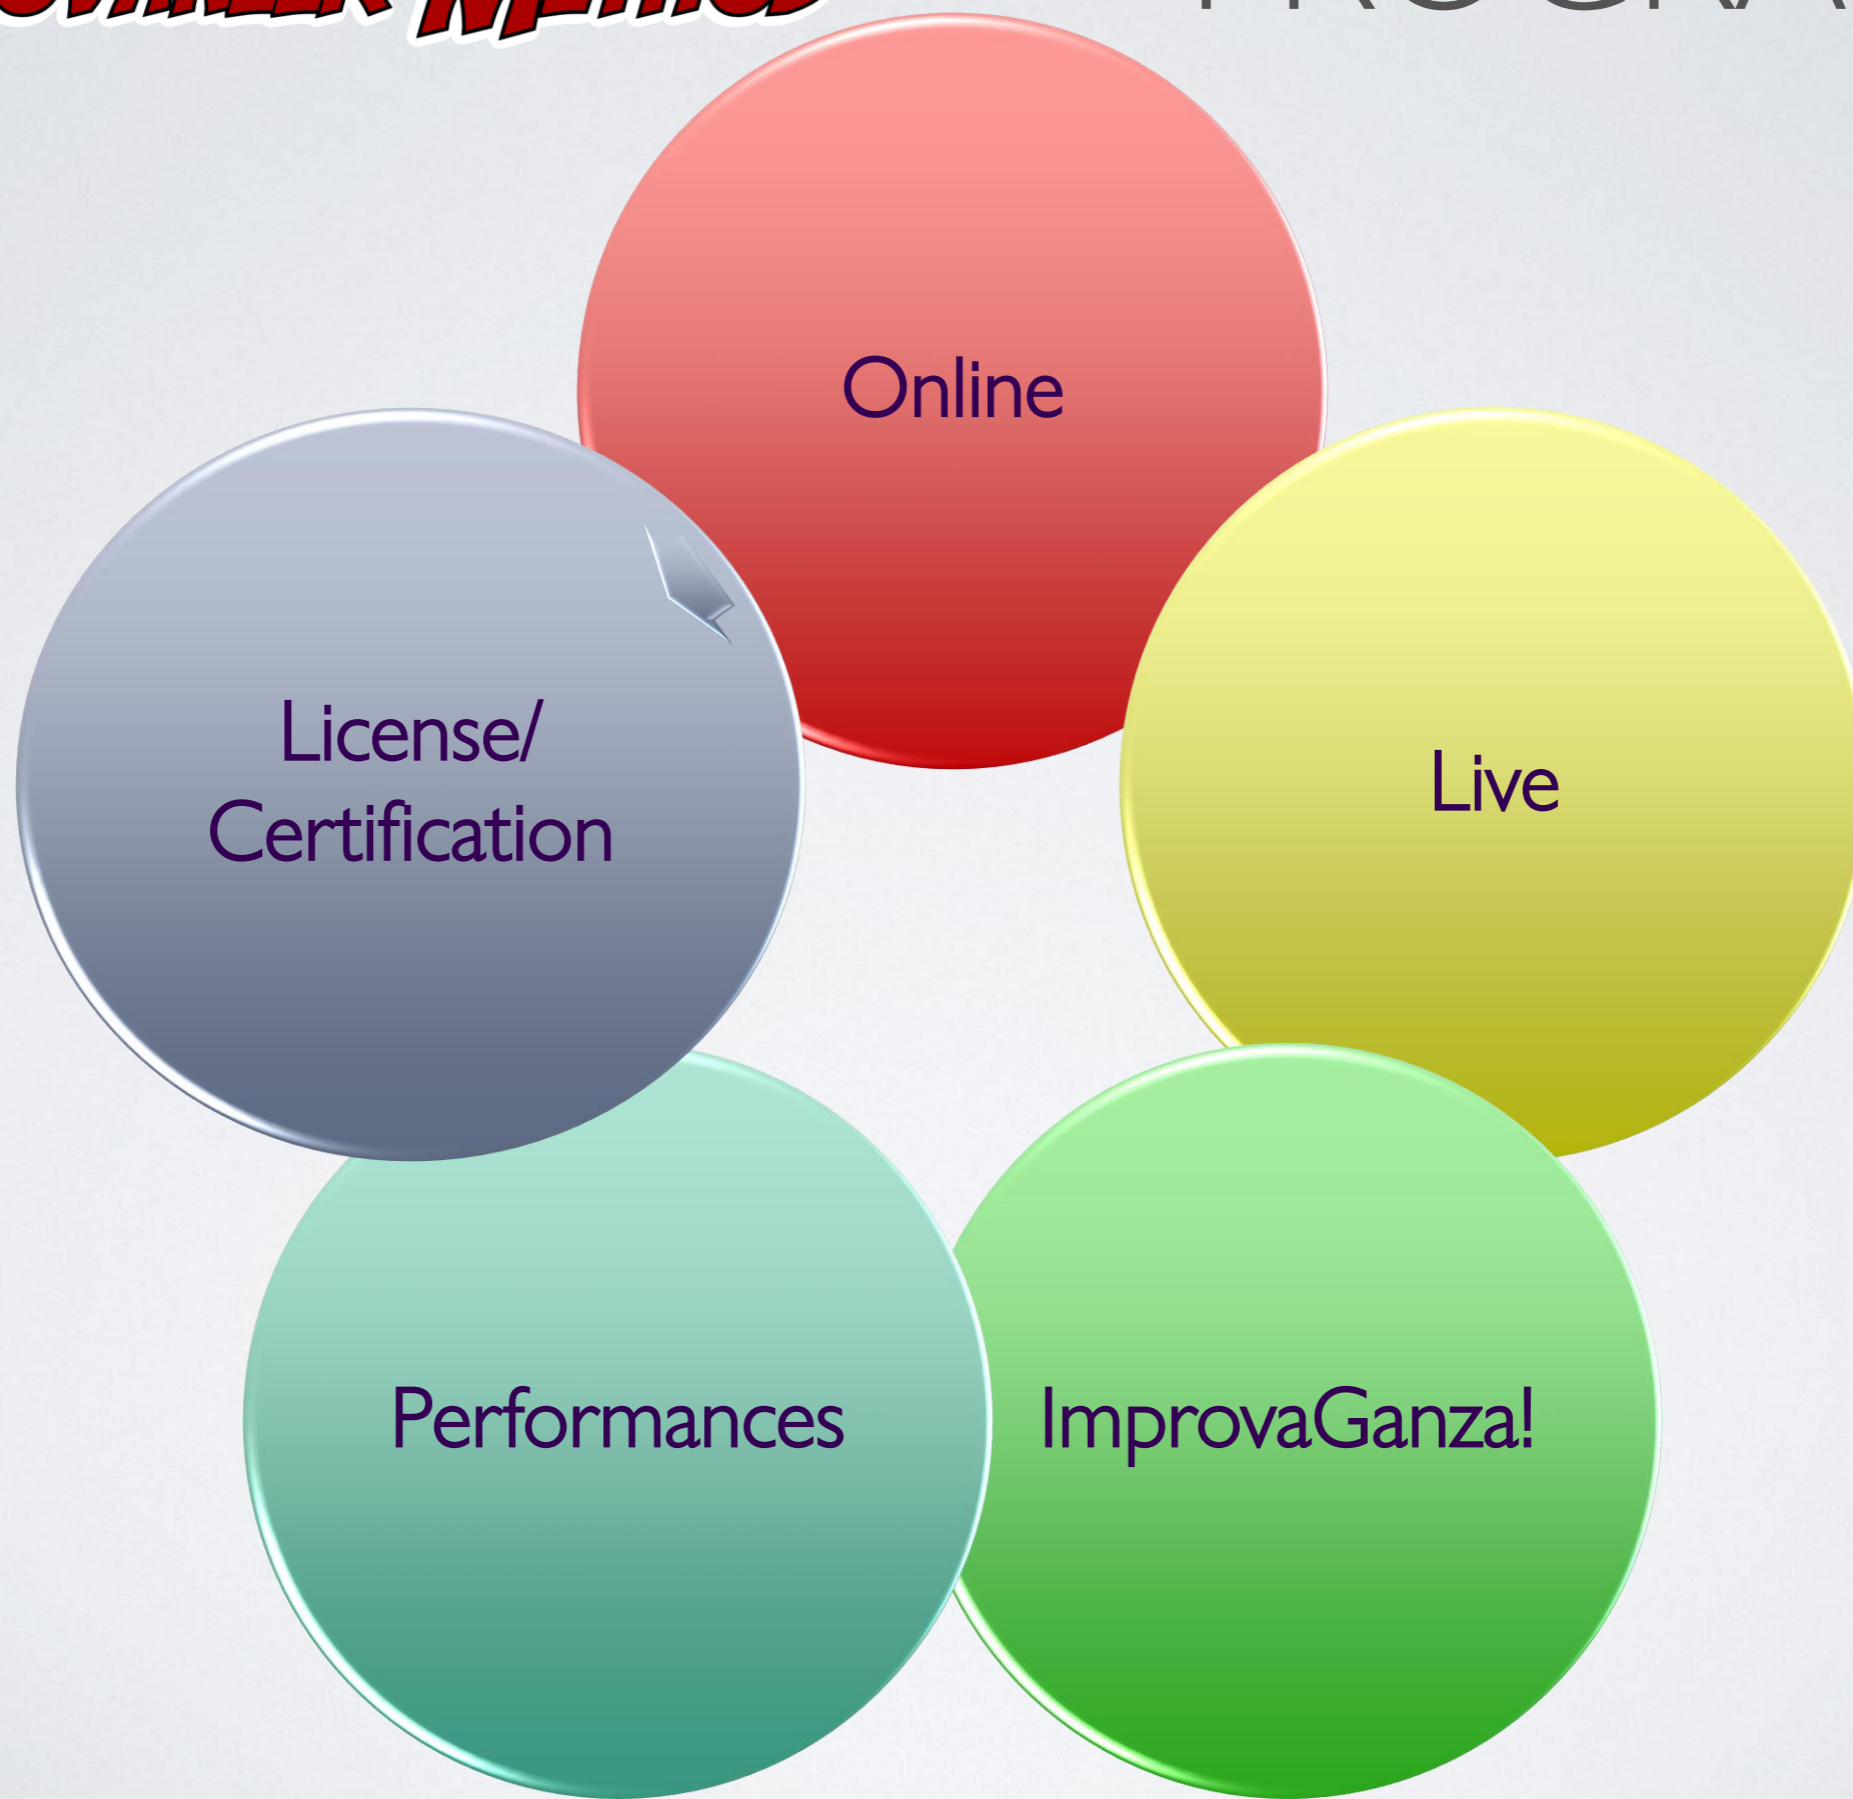 Online
License/
Certification
Live
Performances
ImprovaGanza!